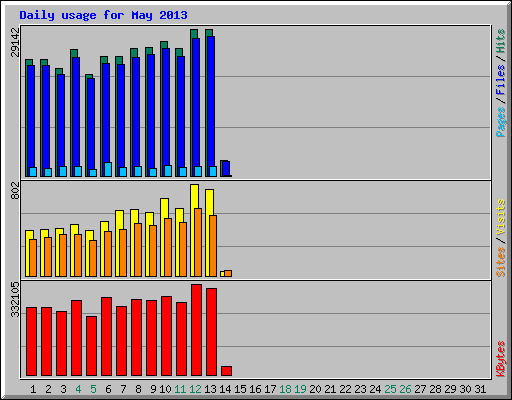 Daily usage for May 2013
29142
Pages / Files / Hits
802
Sites / Visits
332105
KBytes
1 2 3 4 5 6 7 8 9 10 11 12 13 14 15 16 17 18 19 20 21 22 23 24 25 26 27 28 29 30 31